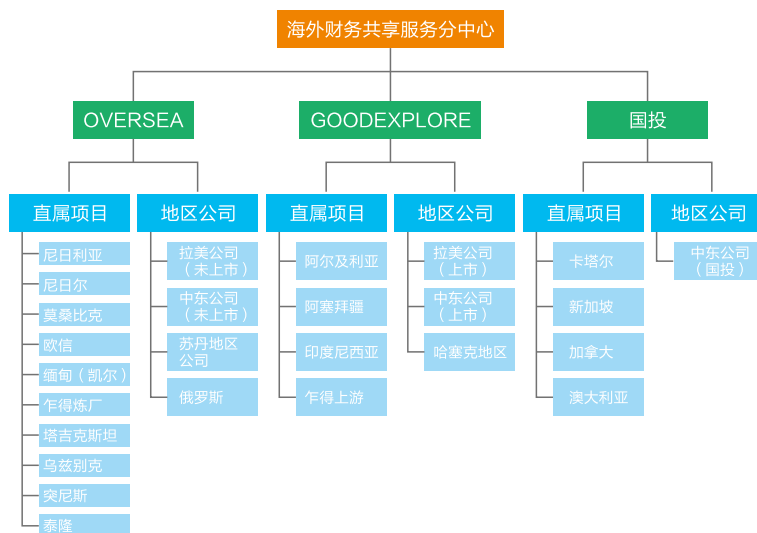 海外财务共享服务分中心
OVERSEA
GOODEXPLORE
国投
直属项目
地区公司
直属项目
地区公司
直属项目
地区公司
尼日利亚
尼日尔
莫桑比克
欧信
缅甸（凯尔）
乍得炼厂
塔吉克斯坦
乌兹别克
突尼斯
泰隆
拉美公司
（未上市）
中东公司
（未上市）
苏丹地区
公司
俄罗斯
阿尔及利亚
阿塞拜疆
印度尼西亚
乍得上游
拉美公司
（上市）
中东公司
（上市）
哈塞克地区
卡塔尔
新加坡
加拿大
澳大利亚
中东公司
（国投）